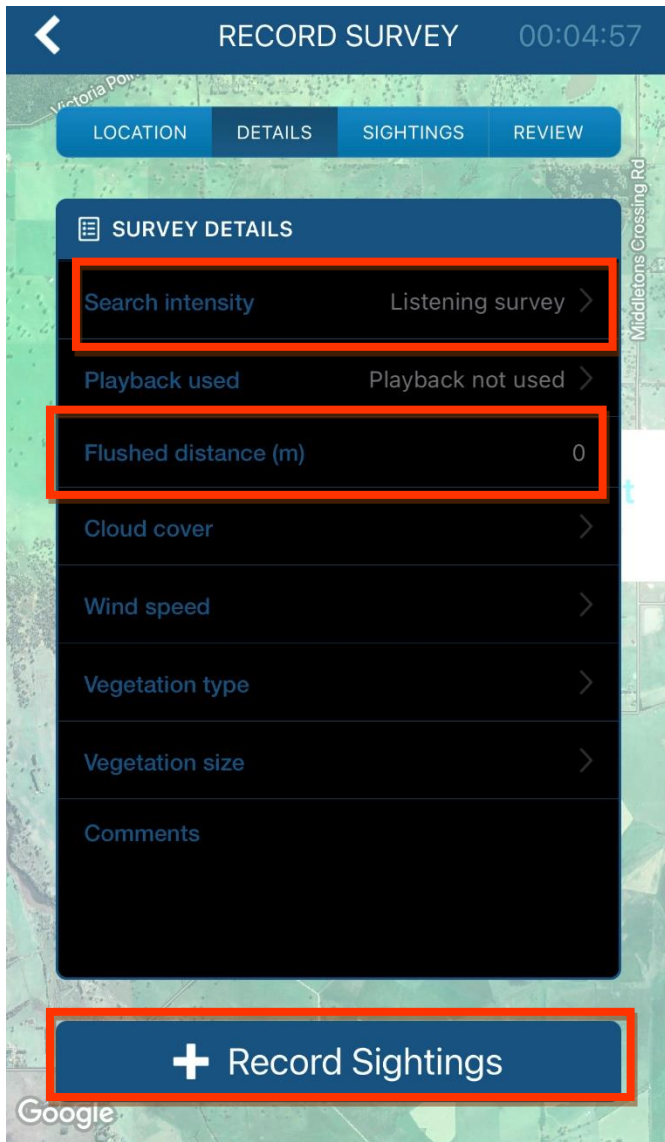 RECORD SURVEY 00:04:57
LOCATION DETAILS SIGHTINGS REVIEW
Middletons Crossing Rd
SURVEY DETAILS
Search intensity Listening survey
Playback used Playback not used
Flushed distance (m) 0
t
Cloud cover
Wind speed
Vegetation type
Vegetation size
Comments
+ Record Sightings
Google